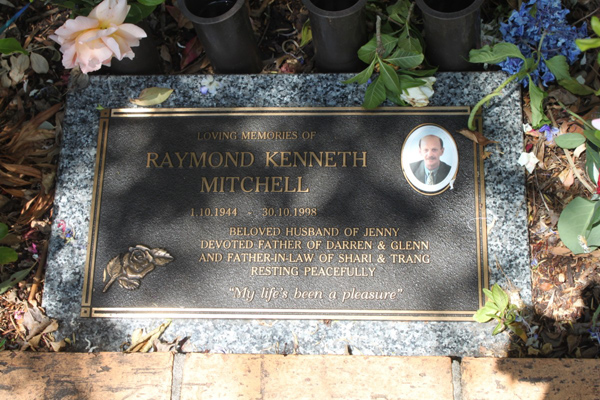 LOVING MEMORIES OF
RAYMOND KENNETH
MITCHELL
1.10.1944 - 30.10.1998
BELOVED HUSBAND OF JENNY
DEVOTED FATHER OF DARREN & GLENN
AND FATHER-IN-LAW OF SHARI & TRANG
RESTING PEACEFULLY
"My life's been a pleasure"